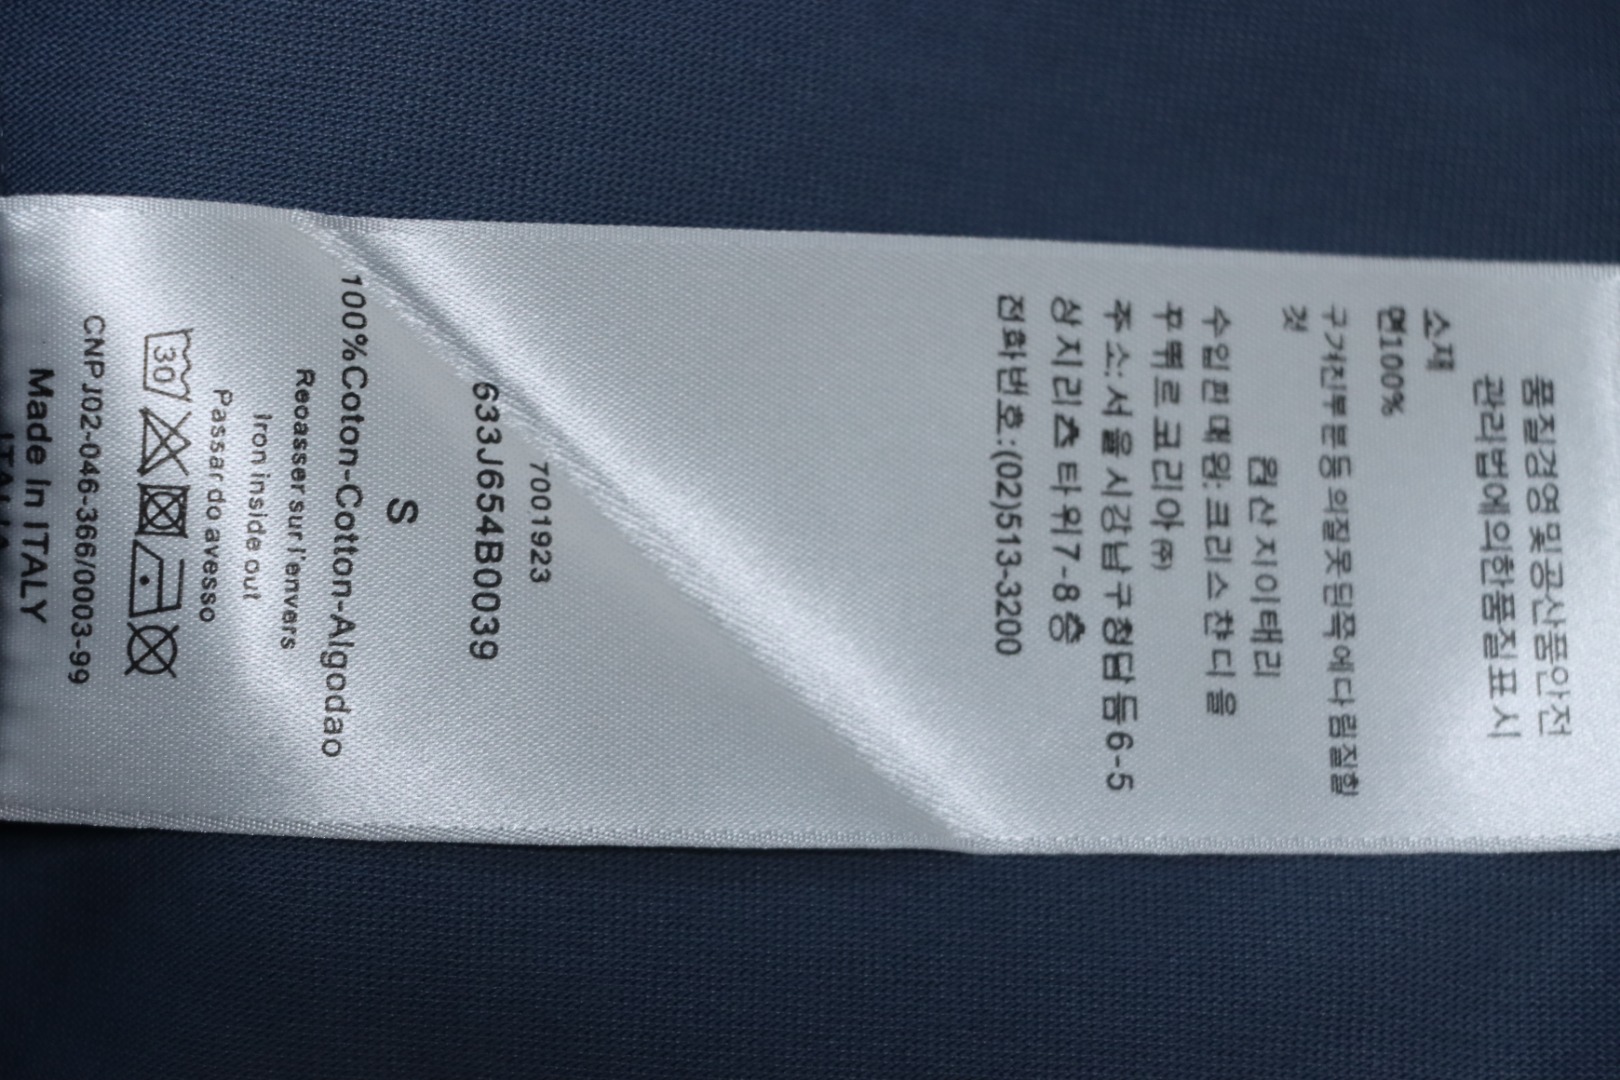 품질경영및공산품안전
관리법에의한품질표시
소재
면100%
구겨진부분등의잘못된쪽에다림질할
것
원산지이태리
수입판매원:크리스챤디올
꾸뛰르코리아㈜
주소:서울시강남구청담동6-5
상지리츠타워7-8층
전화번호:(02)513-3200
7001923
633J654B0039
S
100%Coton-Cotton-Algodao
Reoassersur l'envers
Iron inside out
Passar do avesso
30
CNPJ02-046-366/0003-99
Made In ITALY